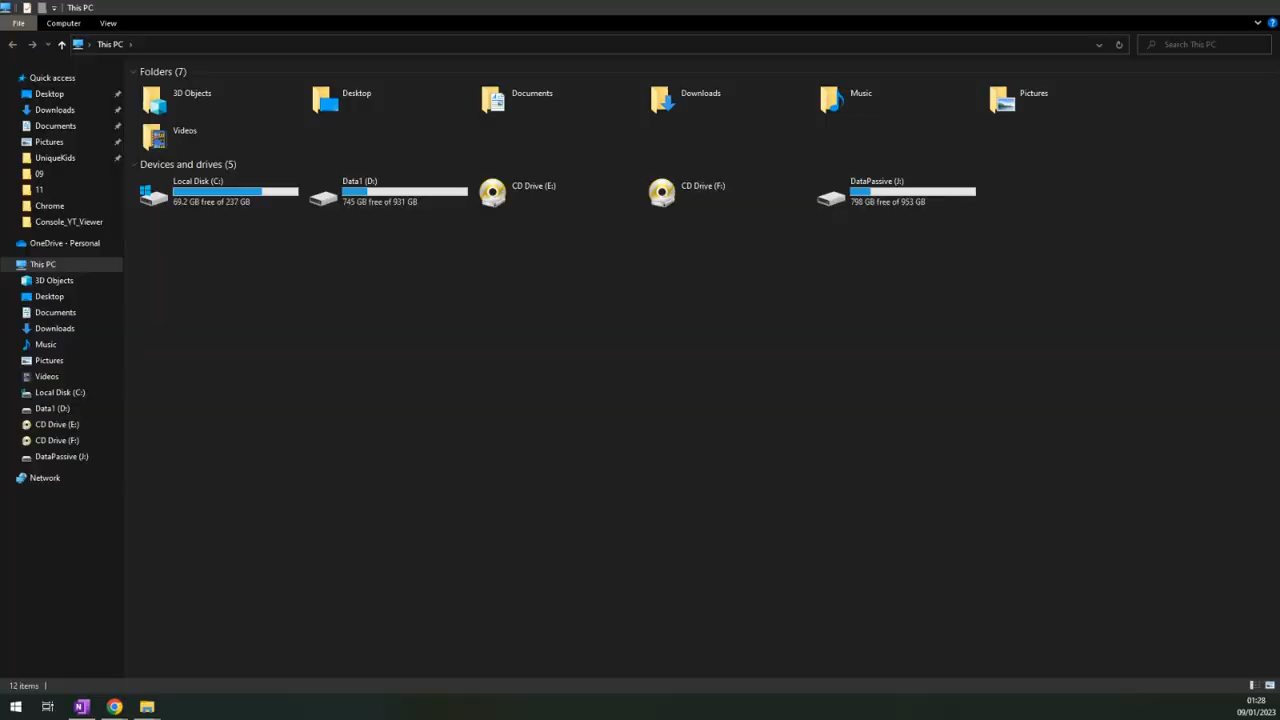 This PC
File Computer View
This PC
Search This PC
Quick access
Desktop
Downloads
Documents
Pictures
UniqueKids
09
11
Chrome
Console_YT_Viewer
OneDrive - Personal
This PC
3D Objects
Desktop
Documents
Downloads
Music
Pictures
Videos
Local Disk (C:)
Data1 (D:)
CD Drive (E:)
CD Drive (F:)
DataPassive (J:)
Network
Folders (7)
3D Objects
Desktop
Documents
Downloads
Music
Pictures
Videos
Devices and drives (5)
Local Disk (C:)
69.2 GB free of 237 GB
Data1 (D:)
745 GB free of 931 GB
CD Drive (E:)
CD Drive (F:)
DataPassive (J:)
798 GB free of 953 GB
12 items
01:28
09/01/2023